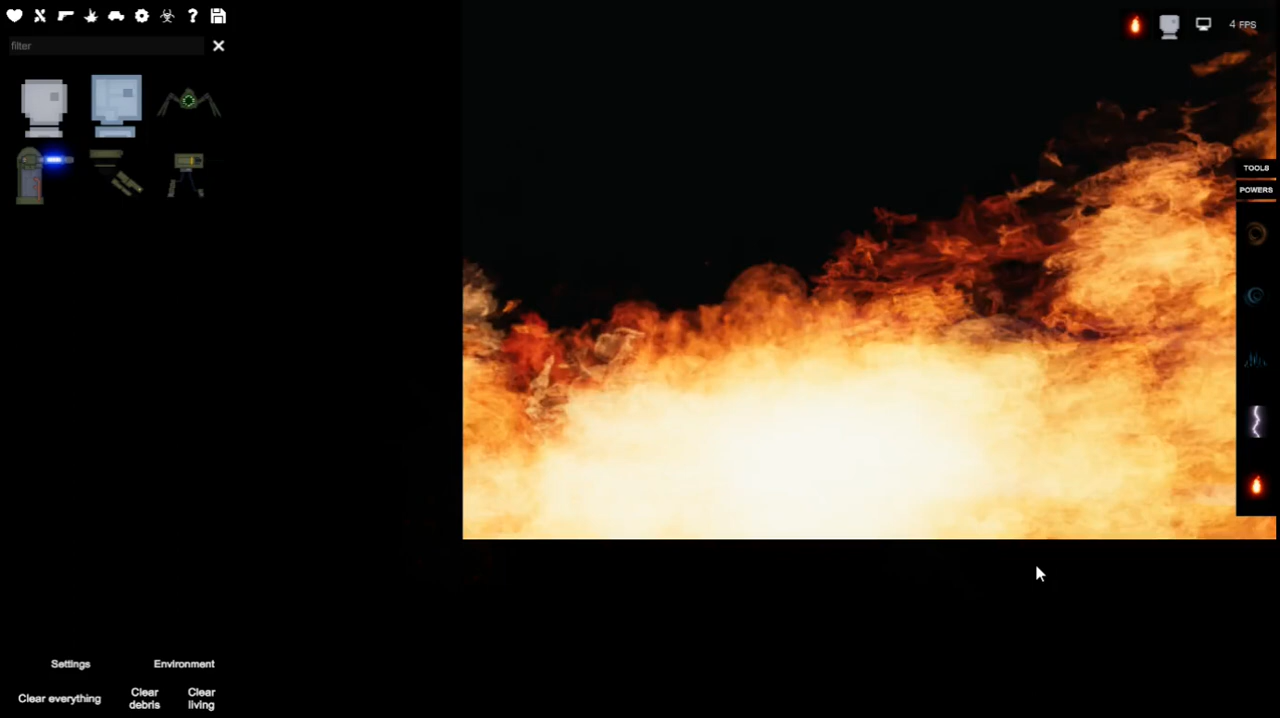 filter
4 FPS
TOOLS
POWERS
Settings
Environment
Clear everything
Clear
debris
Clear
living